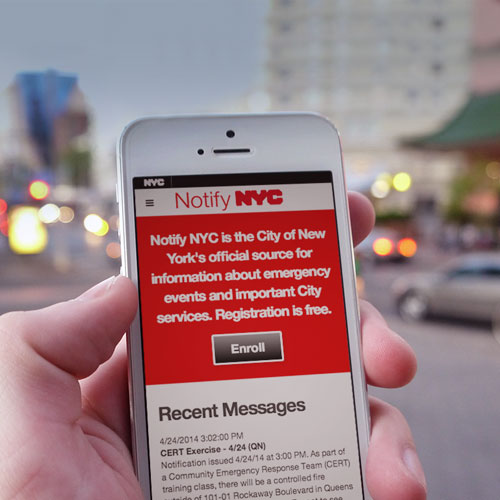 NYC
Notify NYC
Notify NYC is the City of New
York's official source for
information about emergency
events and important City
services. Registration is free.
Enroll
Recent Messages
4/24/2014 3:02:00 PM
CERT Exercise - 4/24 (QN)
Notification issued 4/24/14 at 3:00 PM. As part of
a Community Emergency Response Team (CERT)
training class, there will be a controlled fire
outside of 101-01 Rockaway Boulevard in Queens